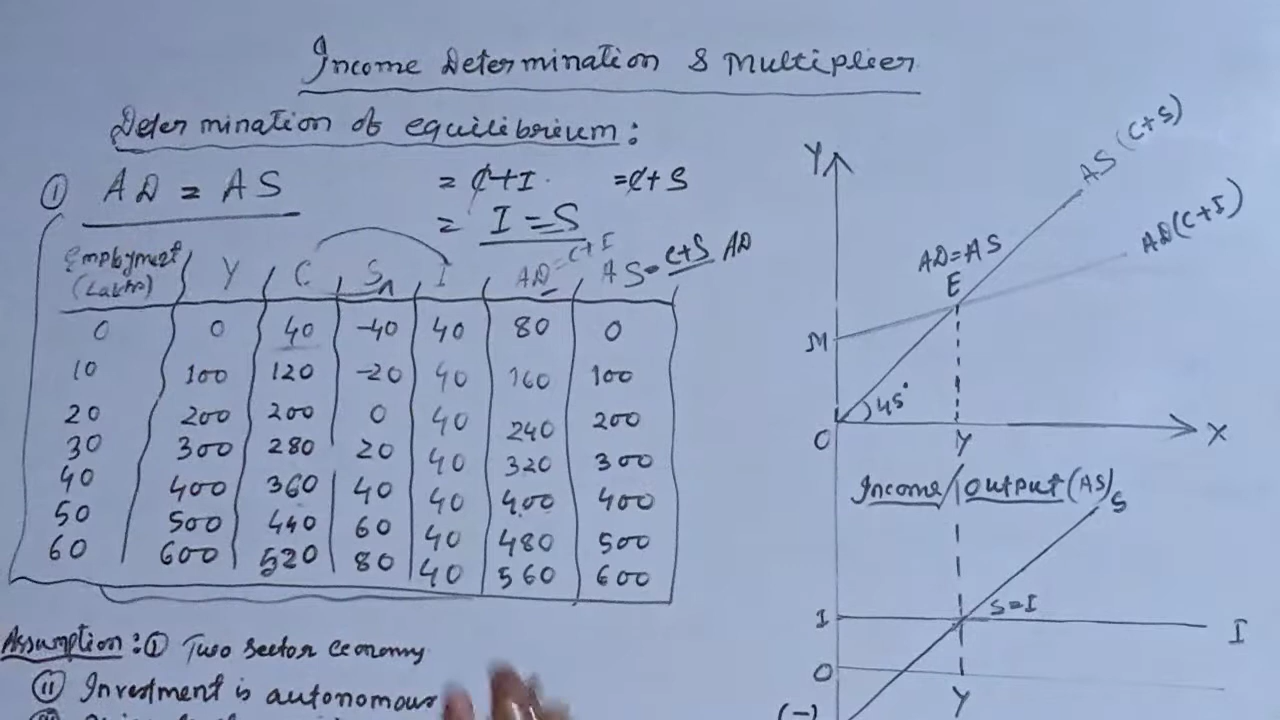 Income Determination & Multiplier
Determination of equilibrium:
① AD = AS = C+I = C+S
= I = S
Employment (Lakhs) Y C S I AD = C+I AS = C+S AD
0 0 40 -40 40 80 0
10 100 120 -20 40 160 100
20 200 200 0 40 240 200
30 300 280 20 40 320 300
40 400 360 40 40 400 400
50 500 440 60 40 480 500
60 600 520 80 40 560 600
Assumption: ① Two sector economy
(ii) Investment is autonomous
Y
AS (C+S)
AD (C+I)
AD=AS
E
M
45°
O Y X
Income/output (AS)
S
I S=I I
O
(-) Y